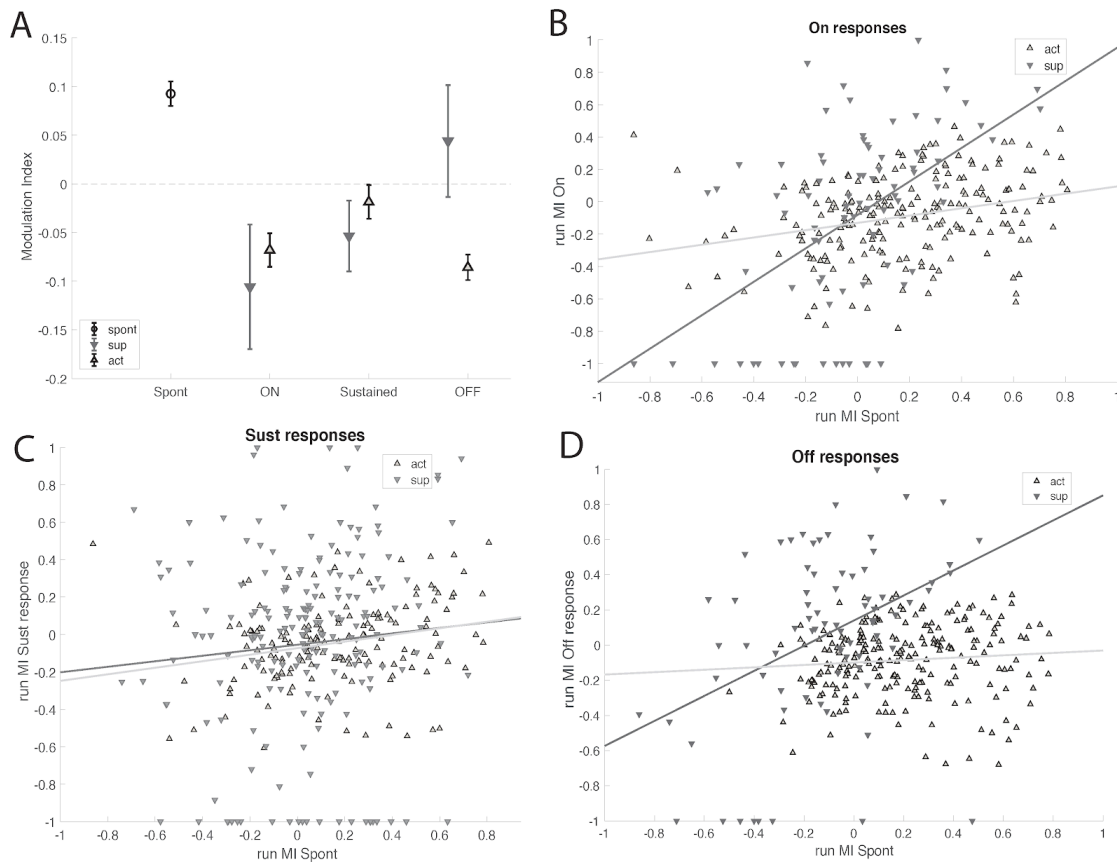 A
0.15
0.1
0.05
0
-0.05
-0.1
-0.15
-0.2
Modulation Index
spont
sup
act
Spont ON Sustained OFF
B
On responses
act
sup
1
0.8
0.6
0.4
0.2
0
-0.2
-0.4
-0.6
-0.8
-1
run MI On
-1 -0.8 -0.6 -0.4 -0.2 0 0.2 0.4 0.6 0.8 1
run MI Spont
C
Sust responses
act
sup
1
0.8
0.6
0.4
0.2
0
-0.2
-0.4
-0.6
-0.8
-1
run MI Sust response
-1 -0.8 -0.6 -0.4 -0.2 0 0.2 0.4 0.6 0.8
run MI Spont
D
Off responses
act
sup
1
0.8
0.6
0.4
0.2
0
-0.2
-0.4
-0.6
-0.8
-1
run MI Off response
-1 -0.8 -0.6 -0.4 -0.2 0 0.2 0.4 0.6 0.8 1
run MI Spont